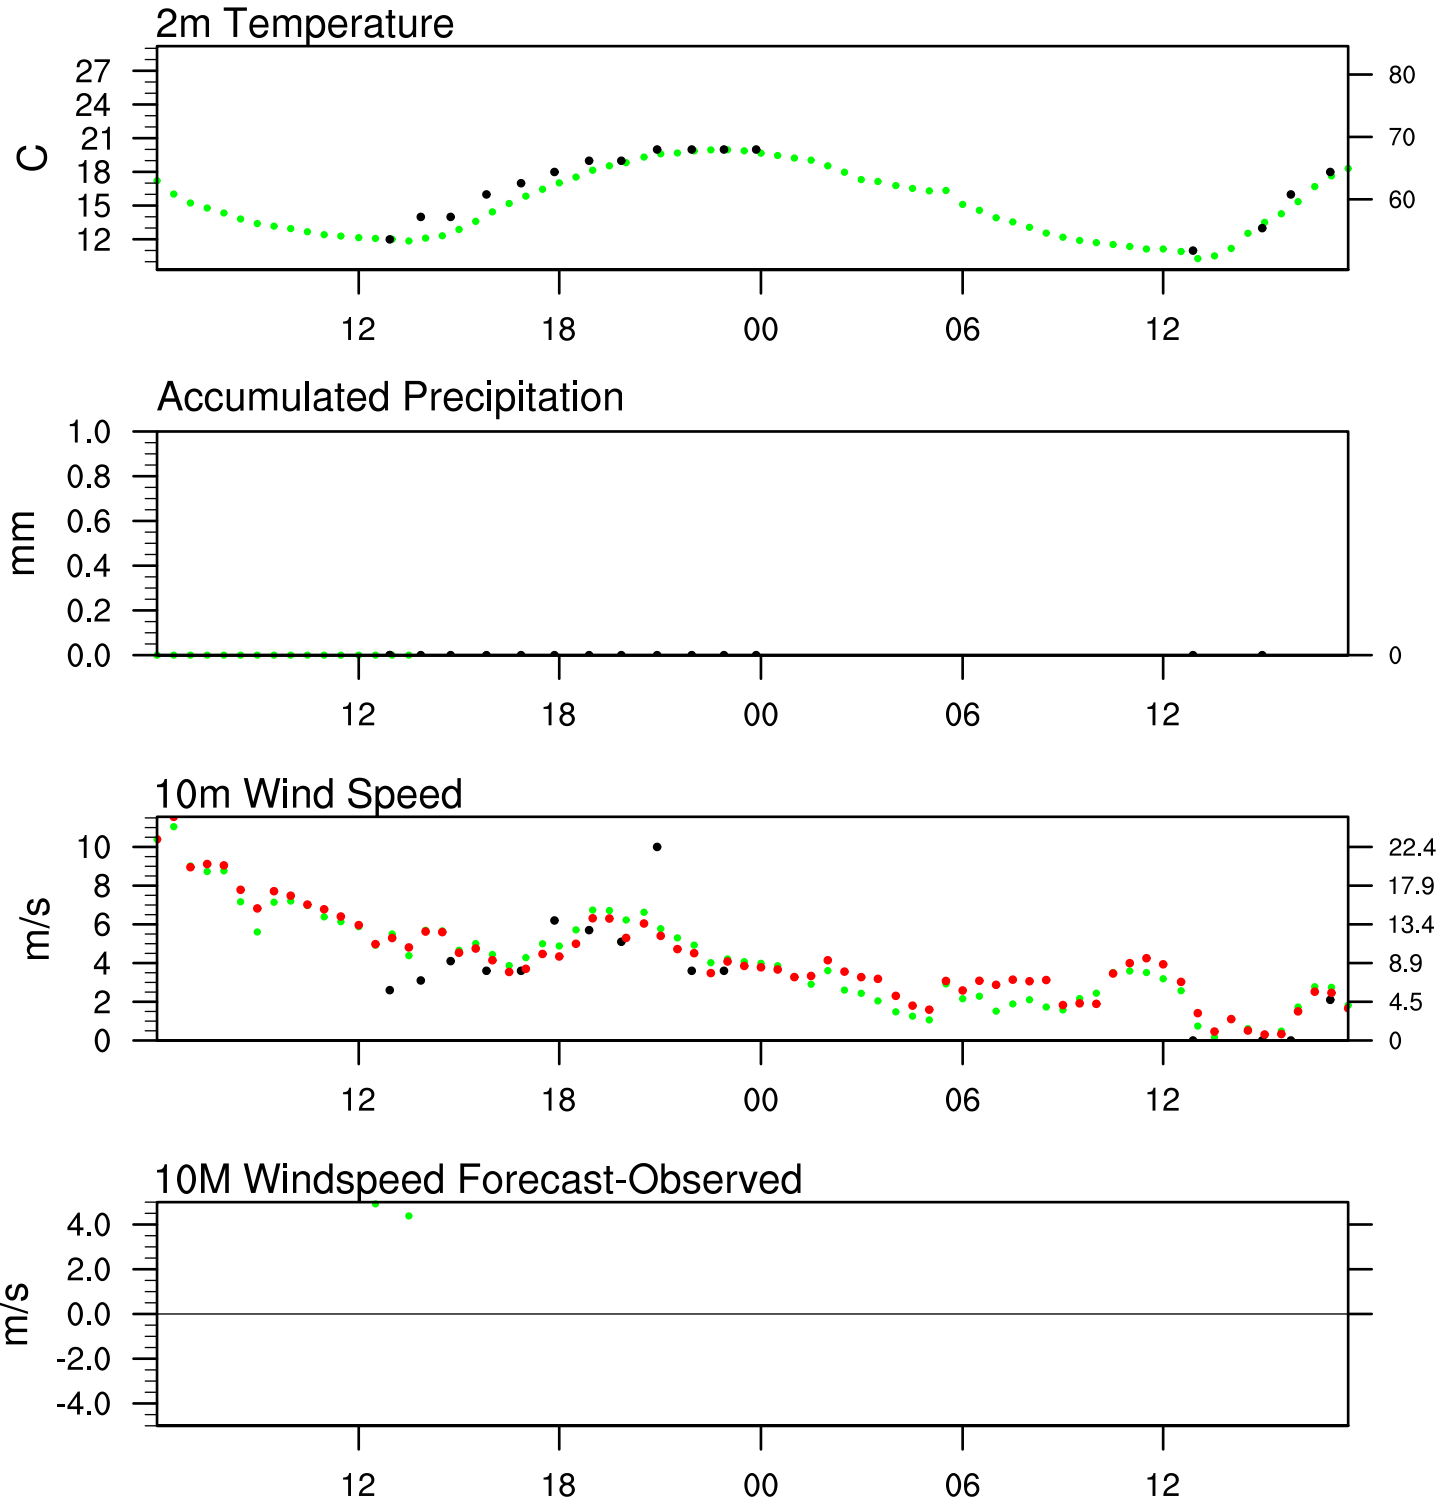 2m Temperature
27
24
21
18
15
12
C
80
70
60
12 18 00 06 12
Accumulated Precipitation
1.0
0.8
0.6
0.4
0.2
0.0
mm
0
12 18 00 06 12
10m Wind Speed
10
8
6
4
2
0
m/s
22.4
17.9
13.4
8.9
4.5
0
12 18 00 06 12
10M Windspeed Forecast-Observed
4.0
2.0
0.0
-2.0
-4.0
m/s
12 18 00 06 12